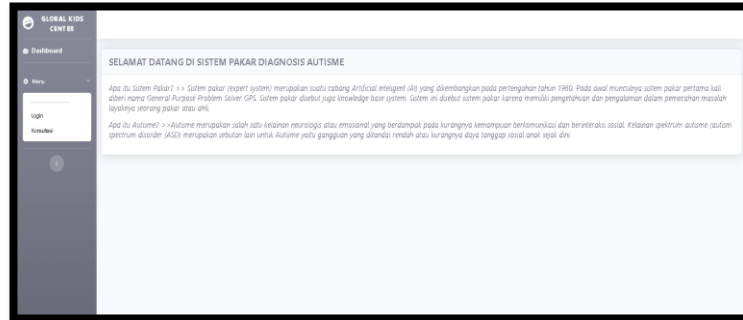 GLOBAL KIDS
CENTER
Dashboard
Menu
Login
Konsultasi
SELAMAT DATANG DI SISTEM PAKAR DIAGNOSIS AUTISME
Apa itu Sistem Pakar? >> Sistem pakar (expert system) merupakan suatu cabang Artificial Inteligent (AI) yang dikembangkan pada pertengahan tahun 1960. Pada awal munculnya sistem pakar pertama kali
diberi nama General Purpose Problem Solver GPS. Sistem pakar disebut juga knowledge base system. Sistem ini disebut sistem pakar karena memiliki pengetahuan dan pengalaman dalam pemecahan masalah
layaknya seorang pakar atau ahli.
Apa itu Autisme? >>Autisme merupakan salah satu kelainan neurologis atau emosional yang berdampak pada kurangnya kemampuan berkomunikasi dan berinteraksi sosial. Kelainan spektrum autisme (autism
spectrum disorder (ASD) merupakan sebutan lain untuk Autisme yaitu gangguan yang ditandai rendah atau kurangnya daya tanggap sosial anak sejak dini.